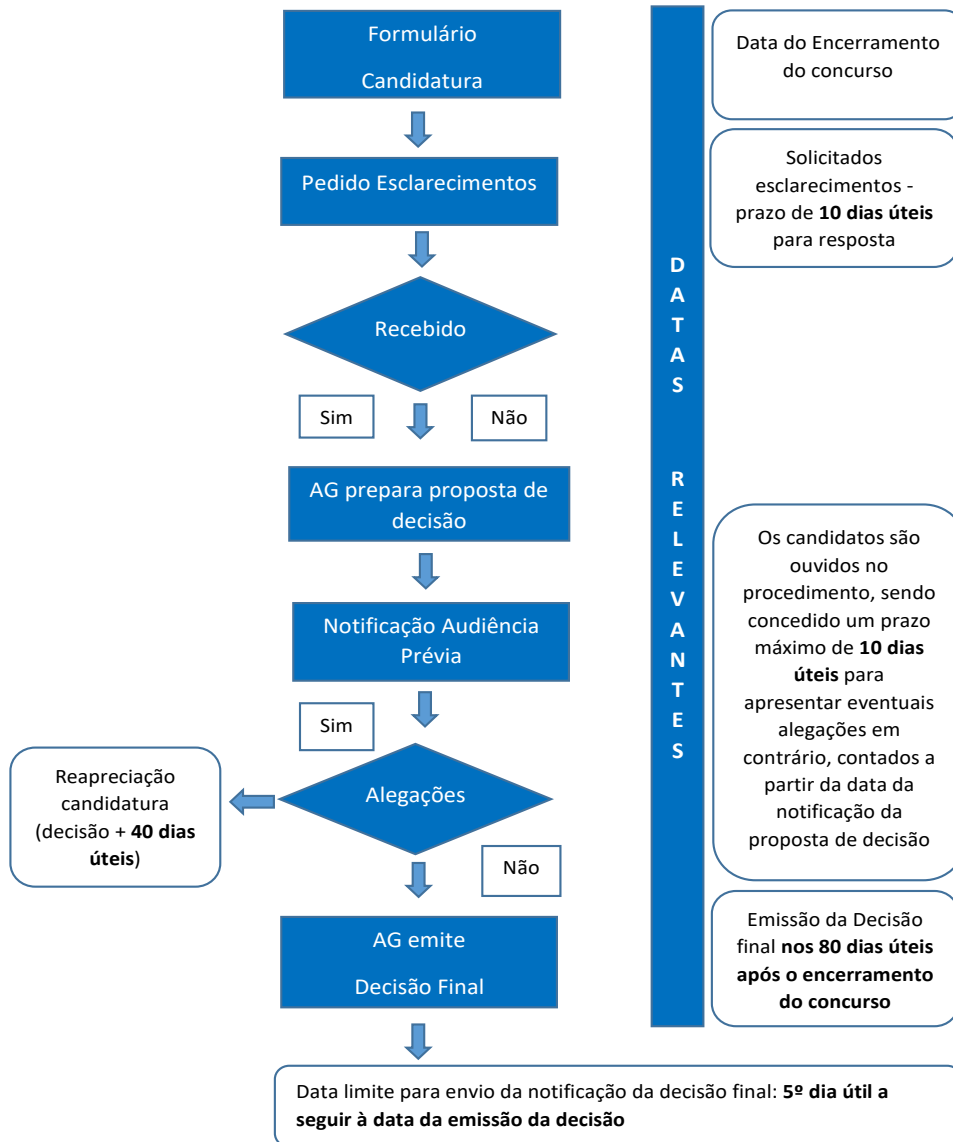 Formulário
Candidatura
Data do Encerramento
do concurso
Pedido Esclarecimentos
Solicitados
esclarecimentos -
prazo de 10 dias úteis
para resposta
Recebido
Sim
Não
DATAS RELEVANTES
AG prepara proposta de
decisão
Os candidatos são
ouvidos no
procedimento, sendo
concedido um prazo
máximo de 10 dias
úteis para
apresentar eventuais
alegações em
contrário, contados a
partir da data da
notificação da
proposta de decisão
Notificação Audiência
Prévia
Sim
Alegações
Reapreciação
candidatura
(decisão + 40 dias
úteis)
Não
AG emite
Decisão Final
Emissão da Decisão
final nos 80 dias úteis
após o encerramento
do concurso
Data limite para envio da notificação da decisão final: 5º dia útil a
seguir à data da emissão da decisão